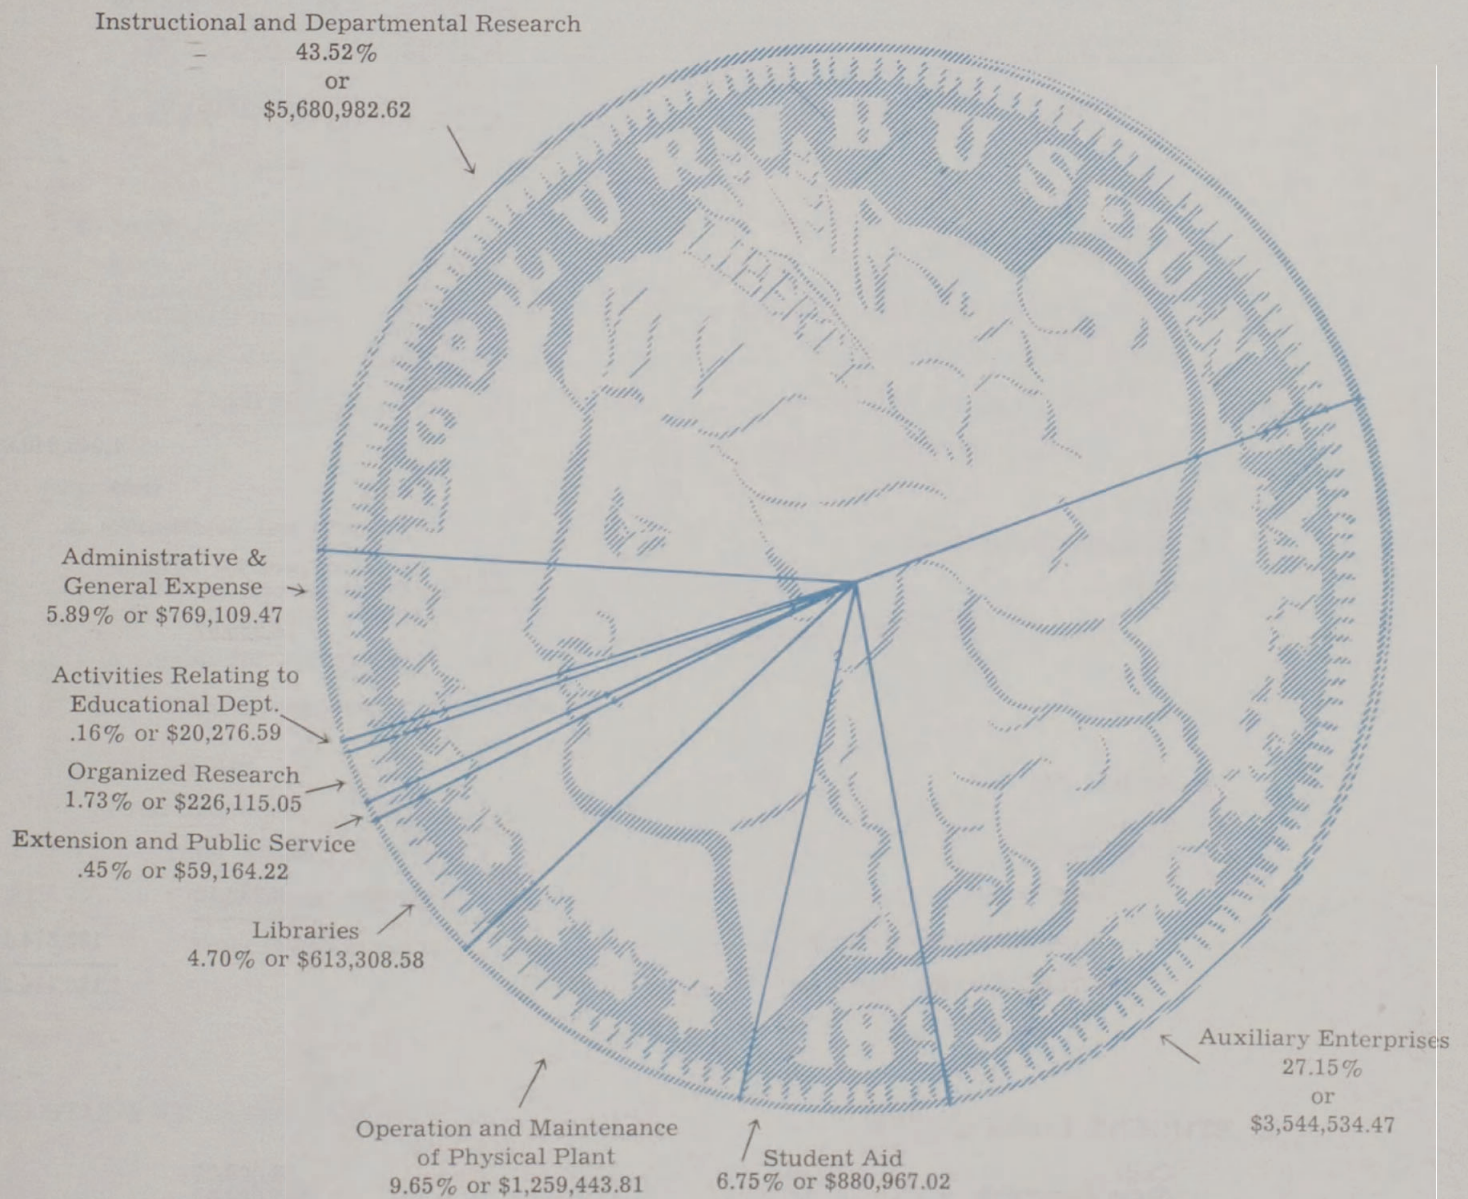 Instructional and Departmental Research
43.52%
or
$5,680,982.62
E PLURIBUS UNUM
LIBERTY
Administrative &
General Expense
5.89% or $769,109.47
Activities Relating to
Educational Dept.
.16% or $20,276.59
Organized Research
1.73% or $226,115.05
Extension and Public Service
.45% or $59,164.22
Libraries
4.70% or $613,308.58
Operation and Maintenance
of Physical Plant
9.65% or $1,259,443.81
Student Aid
6.75% or $880,967.02
1893
Auxiliary Enterprises
27.15%
or
$3,544,534.47